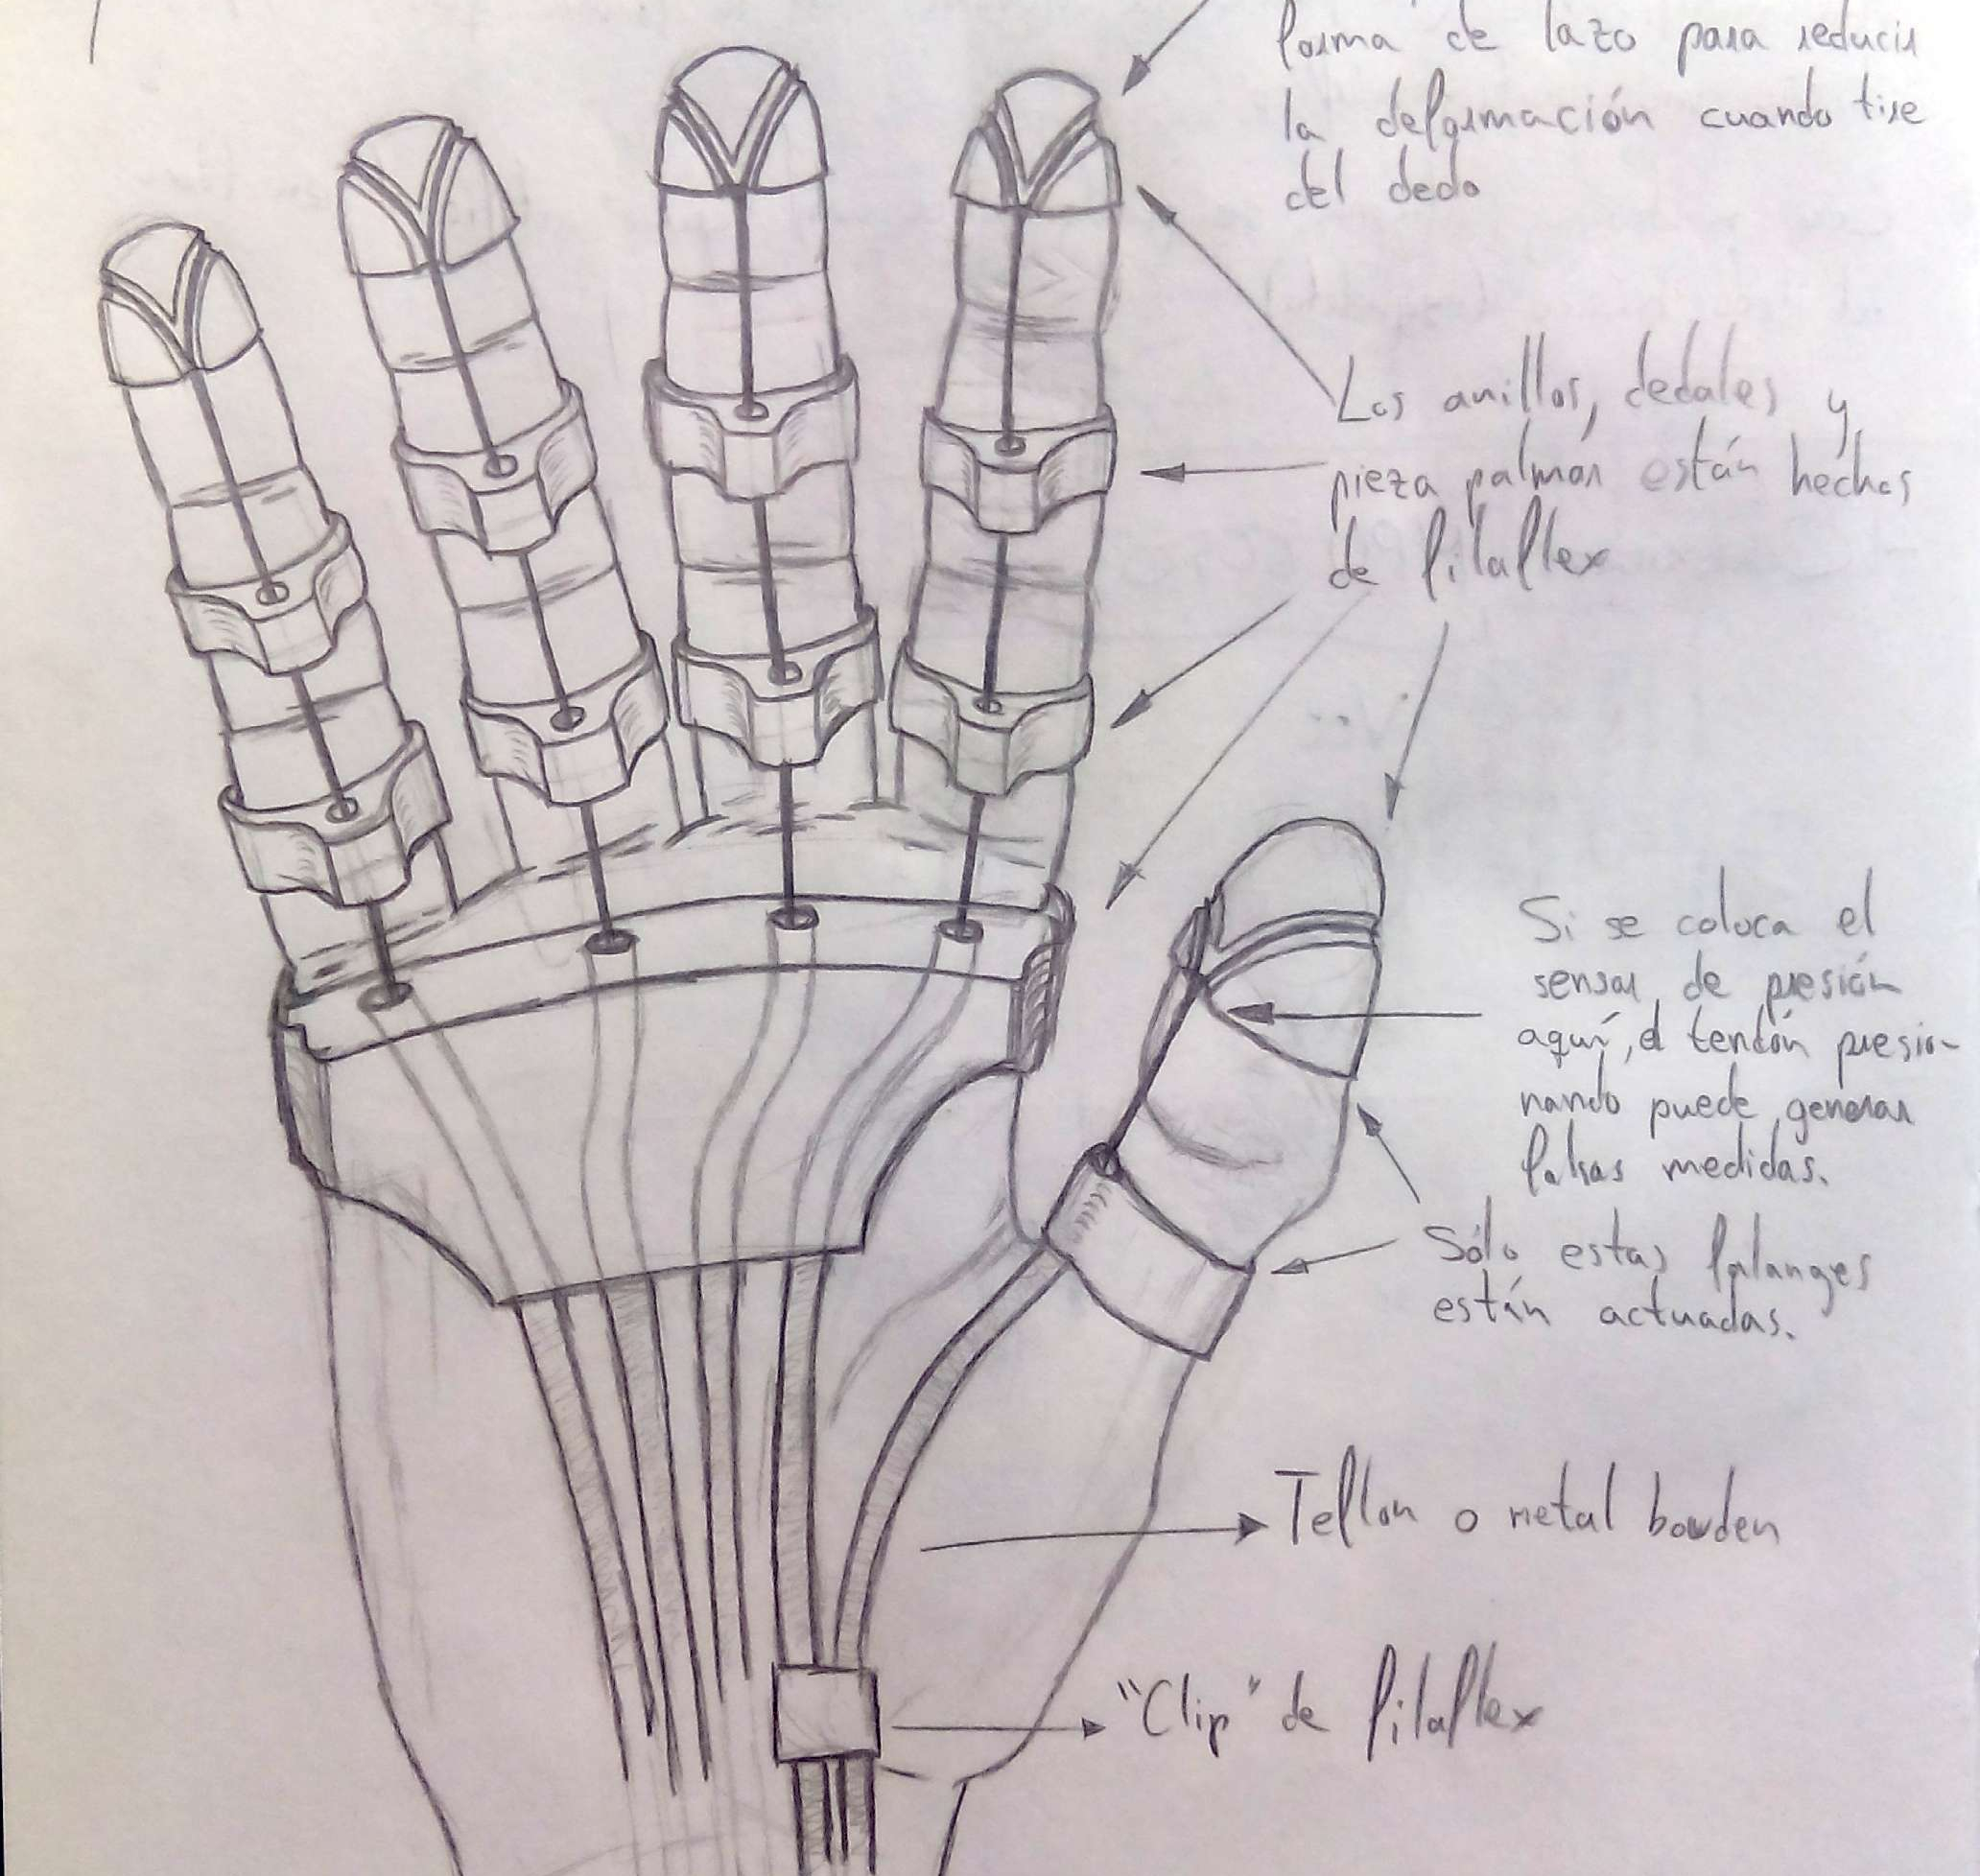 forma de lazo para reducir
la deformación cuando tire
del dedo
Los anillos, dedales y
pieza palmar están hechos
de filaflex
Si se coloca el
sensor de presión
aquí, el tendón presio-
nando puede generar
falsas medidas.
Sólo estas falanges
están actuadas.
Teflon o metal bowden
"Clip" de filaflex